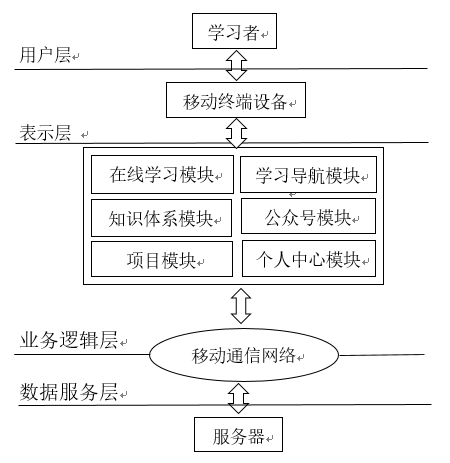 学习者
用户层
移动终端设备
表示层
在线学习模块
学习导航模块
知识体系模块
公众号模块
项目模块
个人中心模块
业务逻辑层
移动通信网络
数据服务层
服务器